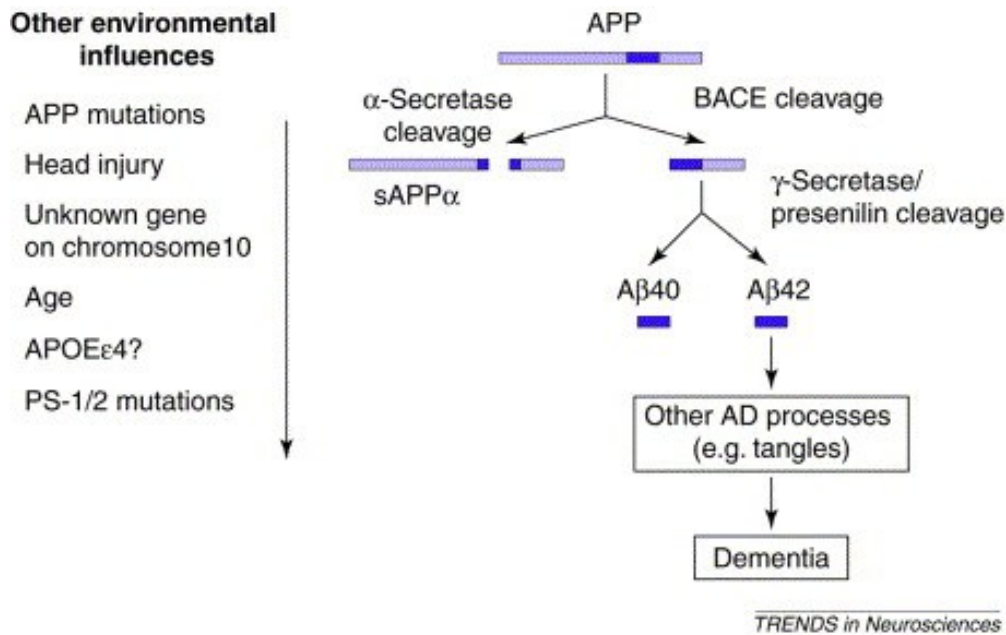 Other environmental
influences
APP mutations
Head injury
Unknown gene
on chromosome10
Age
APOEε4?
PS-1/2 mutations
APP
α-Secretase
cleavage
BACE cleavage
sAPPα
γ-Secretase/
presenilin cleavage
Aβ40
Aβ42
Other AD processes
(e.g. tangles)
Dementia
TRENDS in Neurosciences